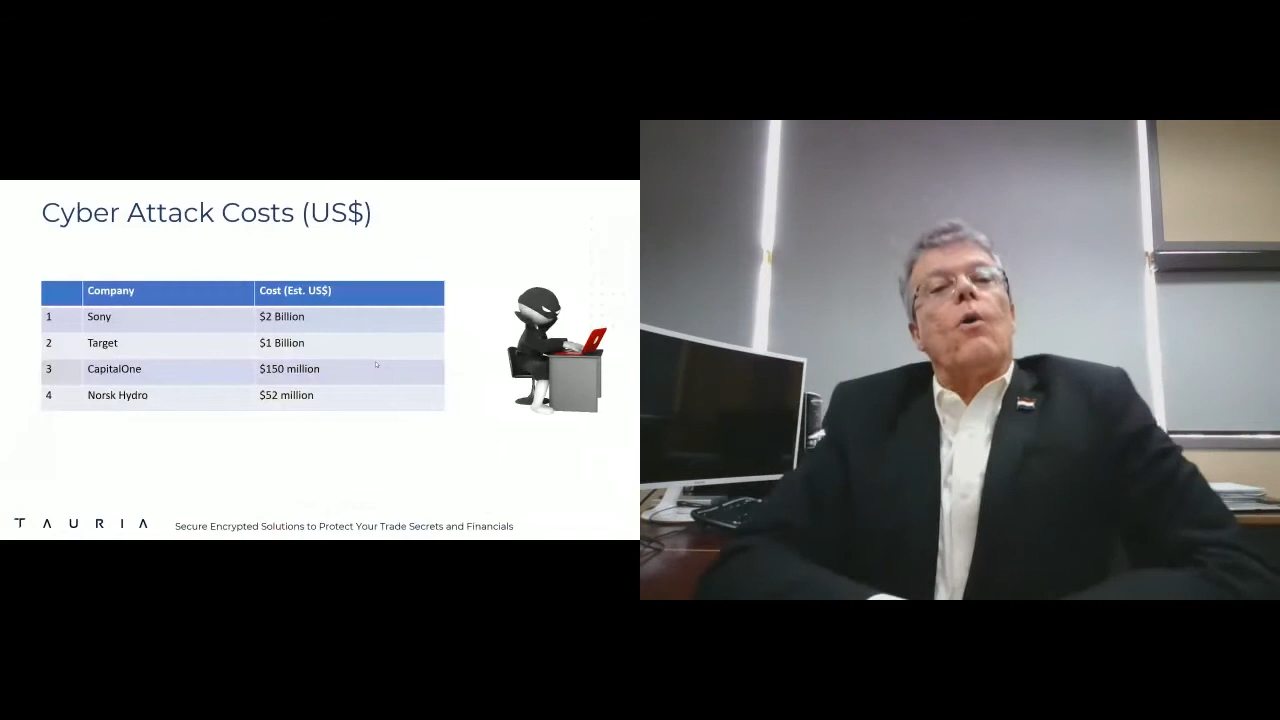 Cyber Attack Costs (US$)
Company Cost (Est. US$)
1 Sony $2 Billion
2 Target $1 Billion
3 CapitalOne $150 million
4 Norsk Hydro $52 million
TAURIA Secure Encrypted Solutions to Protect Your Trade Secrets and Financials